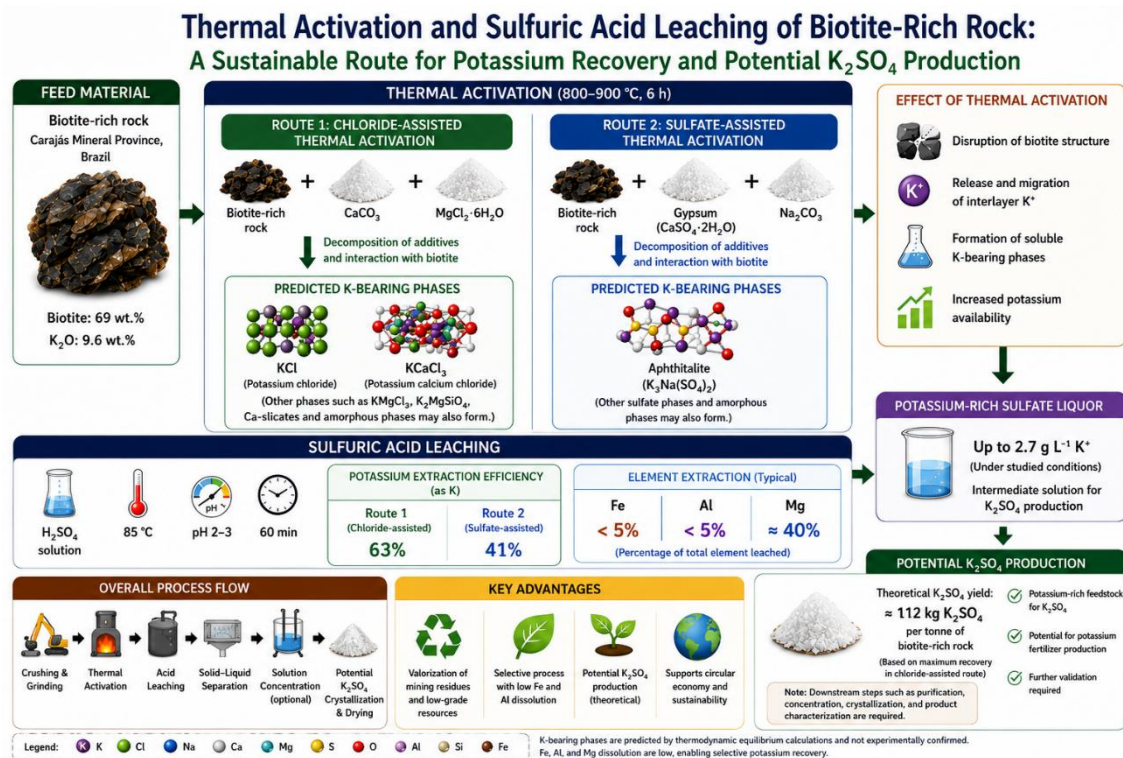 Thermal Activation and Sulfuric Acid Leaching of Biotite-Rich Rock:
A Sustainable Route for Potassium Recovery and Potential K₂SO₄ Production
FEED MATERIAL
Biotite-rich rock
Carajás Mineral Province,
Brazil
Biotite: 69 wt.%
K₂O: 9.6 wt.%
THERMAL ACTIVATION (800–900 °C, 6 h)
ROUTE 1: CHLORIDE-ASSISTED
THERMAL ACTIVATION
Biotite-rich
rock
+
CaCO₃
+
MgCl₂·6H₂O
Decomposition of additives
and interaction with biotite
PREDICTED K-BEARING PHASES
KCl
(Potassium chloride)
KCaCl₃
(Potassium calcium chloride)
(Other phases such as KMgCl₃, K₂MgSiO₄,
Ca-slicates and amorphous phases may also form.)
ROUTE 2: SULFATE-ASSISTED
THERMAL ACTIVATION
Biotite-rich
rock
+
Gypsum
(CaSO₄·2H₂O)
+
Na₂CO₃
Decomposition of additives
and interaction with biotite
PREDICTED K-BEARING PHASES
Aphthitalite
(K₃Na(SO₄)₂)
(Other sulfate phases and amorphous
phases may also form.)
EFFECT OF THERMAL ACTIVATION
Disruption of biotite structure
K⁺
Release and migration
of interlayer K⁺
Formation of soluble
K-bearing phases
Increased potassium
availability
SULFURIC ACID LEACHING
H₂SO₄
solution
85 °C
pH
pH 2–3
60 min
POTASSIUM EXTRACTION EFFICIENCY
(as K)
Route 1
(Chloride-assisted)
63%
Route 2
(Sulfate-assisted)
41%
ELEMENT EXTRACTION (Typical)
Fe
< 5%
Al
< 5%
Mg
≈ 40%
(Percentage of total element leached)
POTASSIUM-RICH SULFATE LIQUOR
Up to 2.7 g L⁻¹ K⁺
(Under studied conditions)
Intermediate solution for
K₂SO₄ production
OVERALL PROCESS FLOW
Crushing &
Grinding
Thermal
Activation
Acid
Leaching
Solid–Liquid
Separation
Solution
Concentration
(optional)
Potential
K₂SO₄
Crystallization
& Drying
KEY ADVANTAGES
Valorization of
mining residues
and low-grade
resources
Selective process
with low Fe and
Al dissolution
Potential K₂SO₄
production
(theoretical)
Supports circular
economy and
sustainability
POTENTIAL K₂SO₄ PRODUCTION
Theoretical K₂SO₄ yield:
≈ 112 kg K₂SO₄
per tonne of
biotite-rich rock
(Based on maximum recovery
in chloride-assisted route)
Potassium-rich feedstock
for K₂SO₄
Potential for potassium
fertilizer production
Further validation
required
Note: Downstream steps such as purification,
concentration, crystallization, and product
characterization are required.
Legend: K K Cl Na Ca Mg S O Al Si Fe
K-bearing phases are predicted by thermodynamic equilibrium calculations and not experimentally confirmed.
Fe, Al, and Mg dissolution are low, enabling selective potassium recovery.